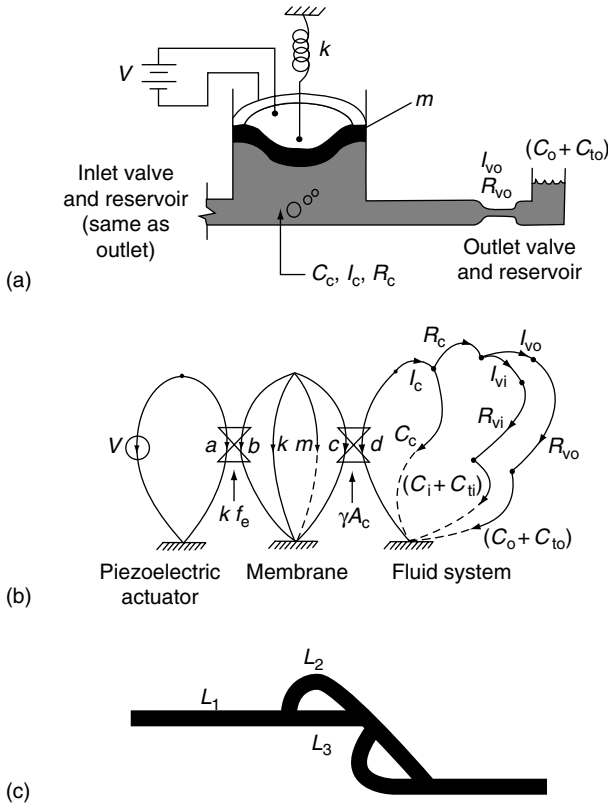 k
V
m
Inlet valve
and reservoir
(same as
outlet)
I_vo
R_vo
(C_o + C_to)
Outlet valve
and reservoir
C_c, I_c, R_c
(a)
R_c
I_vo
I_c
I_vi
C_c
R_vi
V
a
b
k
m
c
d
R_vo
(C_i + C_ti)
k f_e
γA_c
(C_o + C_to)
Piezoelectric
actuator
Membrane
Fluid system
(b)
L_2
L_1
L_3
(c)